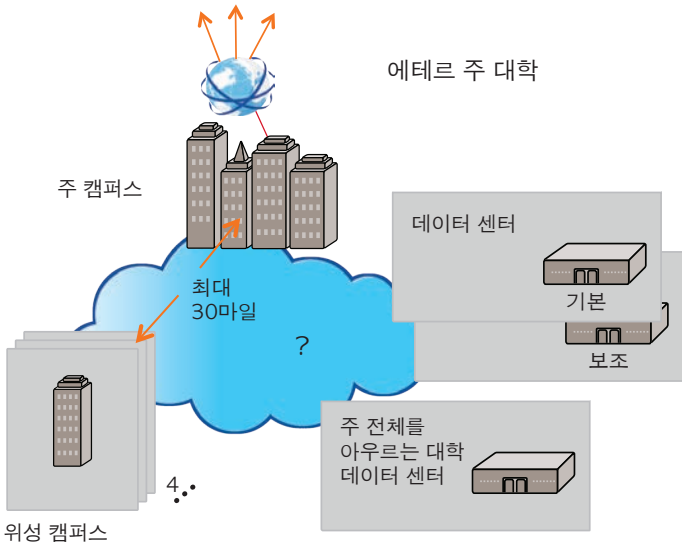 에테르 주 대학
주 캠퍼스
데이터 센터
기본
최대
30마일
?
보조
주 전체를
아우르는 대학
데이터 센터
4
위성 캠퍼스